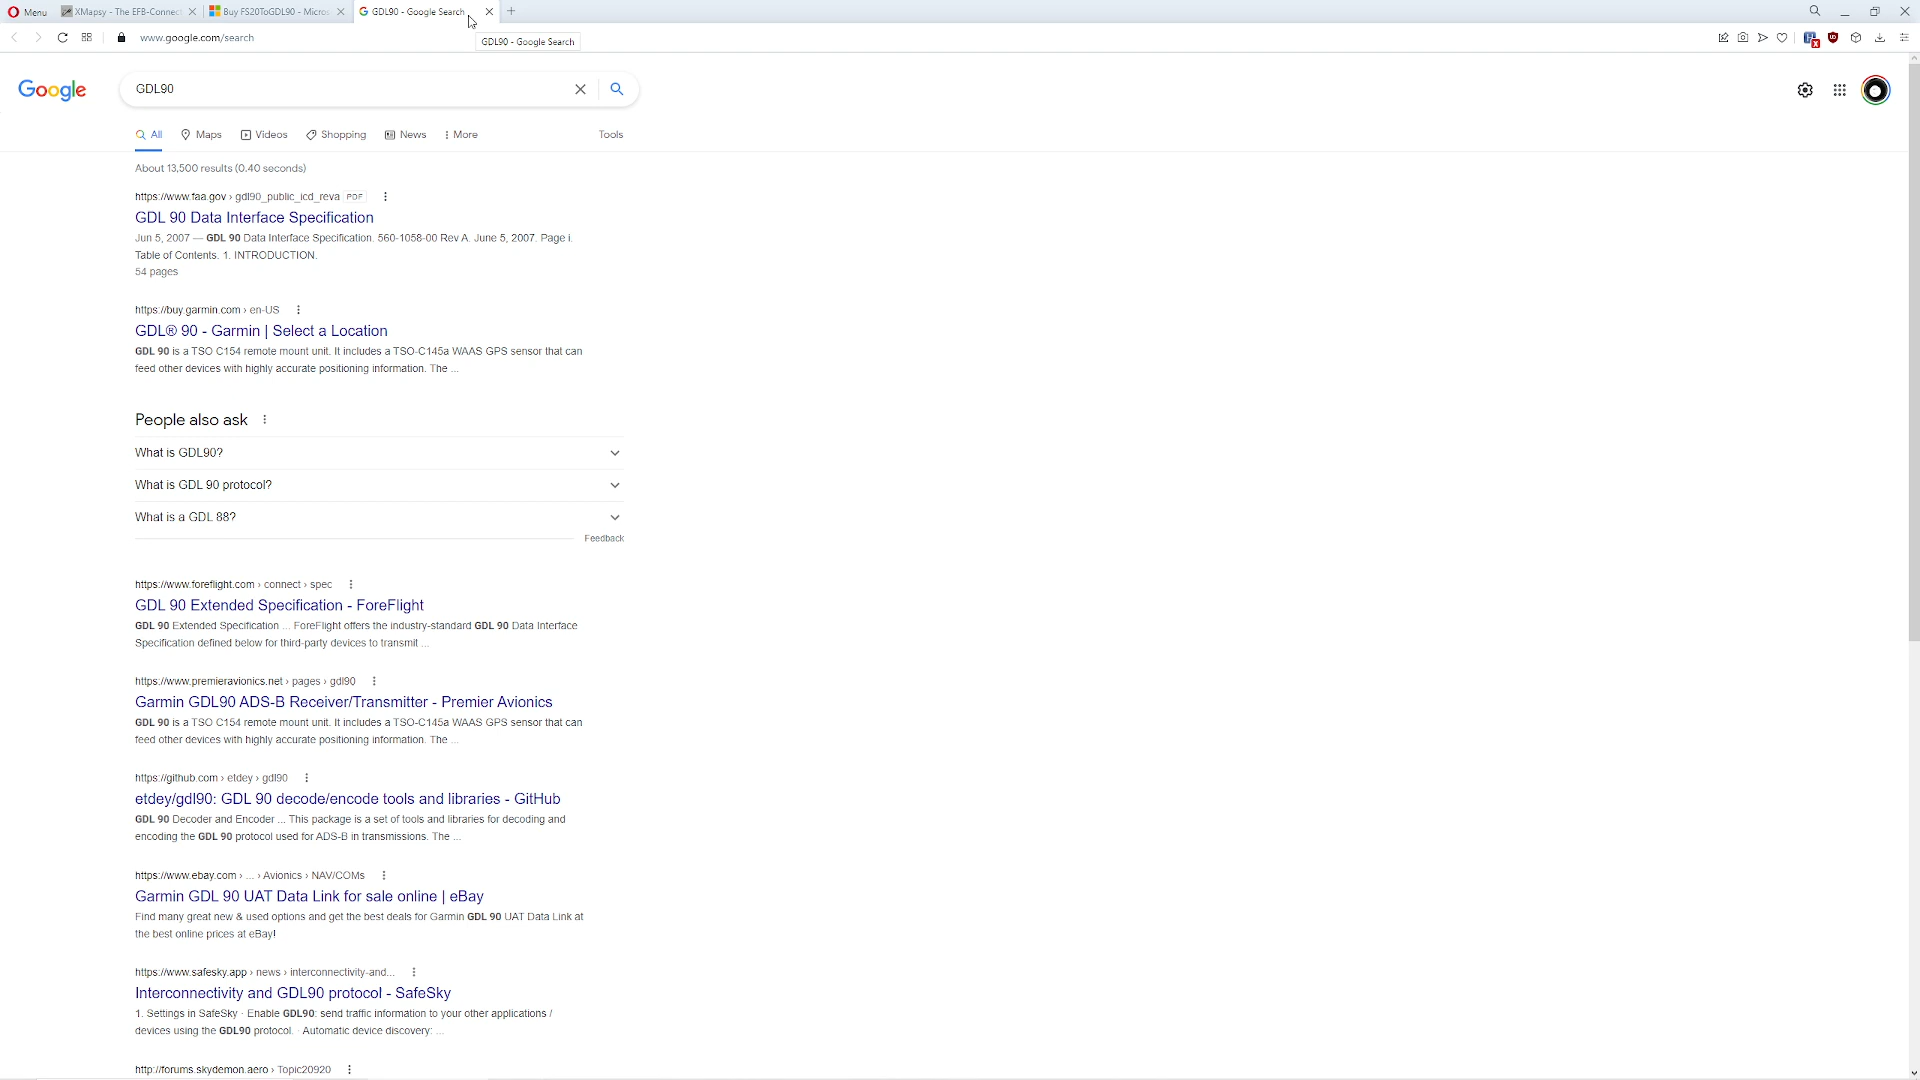 Menu
XMapsy - The EFB-Connect
Buy FS20ToGDL90 - Micros
GDL90 - Google Search
www.google.com/search
GDL90 - Google Search
Google
GDL90
All
Maps
Videos
Shopping
News
More
Tools
About 13,500 results (0.40 seconds)
https://www.faa.gov › gdl90_public_icd_reva PDF
GDL 90 Data Interface Specification
Jun 5, 2007 — GDL 90 Data Interface Specification. 560-1058-00 Rev A. June 5, 2007. Page i.
Table of Contents. 1. INTRODUCTION.
54 pages
https://buy.garmin.com › en-US
GDL® 90 - Garmin | Select a Location
GDL 90 is a TSO C154 remote mount unit. It includes a TSO-C145a WAAS GPS sensor that can
feed other devices with highly accurate positioning information. The ...
People also ask
What is GDL90?
What is GDL 90 protocol?
What is a GDL 88?
Feedback
https://www.foreflight.com › connect › spec
GDL 90 Extended Specification - ForeFlight
GDL 90 Extended Specification ... ForeFlight offers the industry-standard GDL 90 Data Interface
Specification defined below for third-party devices to transmit ...
https://www.premieravionics.net › pages › gdl90
Garmin GDL90 ADS-B Receiver/Transmitter - Premier Avionics
GDL 90 is a TSO C154 remote mount unit. It includes a TSO-C145a WAAS GPS sensor that can
feed other devices with highly accurate positioning information. The ...
https://github.com › etdey › gdl90
etdey/gdl90: GDL 90 decode/encode tools and libraries - GitHub
GDL 90 Decoder and Encoder ... This package is a set of tools and libraries for decoding and
encoding the GDL 90 protocol used for ADS-B in transmissions. The ...
https://www.ebay.com › ... › Avionics › NAV/COMs
Garmin GDL 90 UAT Data Link for sale online | eBay
Find many great new & used options and get the best deals for Garmin GDL 90 UAT Data Link at
the best online prices at eBay!
https://www.safesky.app › news › interconnectivity-and...
Interconnectivity and GDL90 protocol - SafeSky
1. Settings in SafeSky · Enable GDL90: send traffic information to your other applications /
devices using the GDL90 protocol. · Automatic device discovery: ...
http://forums.skydemon.aero › Topic20920